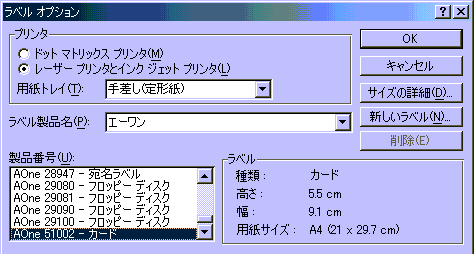 ラベル オプション
プリンタ
ドット マトリックス プリンタ(M)
レーザー プリンタとインク ジェット プリンタ(L)
用紙トレイ(T):
手差し(定形紙)
OK
キャンセル
サイズの詳細(D)...
新しいラベル(N)...
削除(E)
ラベル製品名(P):
エーワン
製品番号(U):
AOne 28947 - 宛名ラベル
AOne 29080 - フロッピー ディスク
AOne 29081 - フロッピー ディスク
AOne 29090 - フロッピー ディスク
AOne 29100 - フロッピー ディスク
AOne 51002 - カード
ラベル
種類 : カード
高さ : 5.5 cm
幅 : 9.1 cm
用紙サイズ : A4 (21 x 29.7 cm)